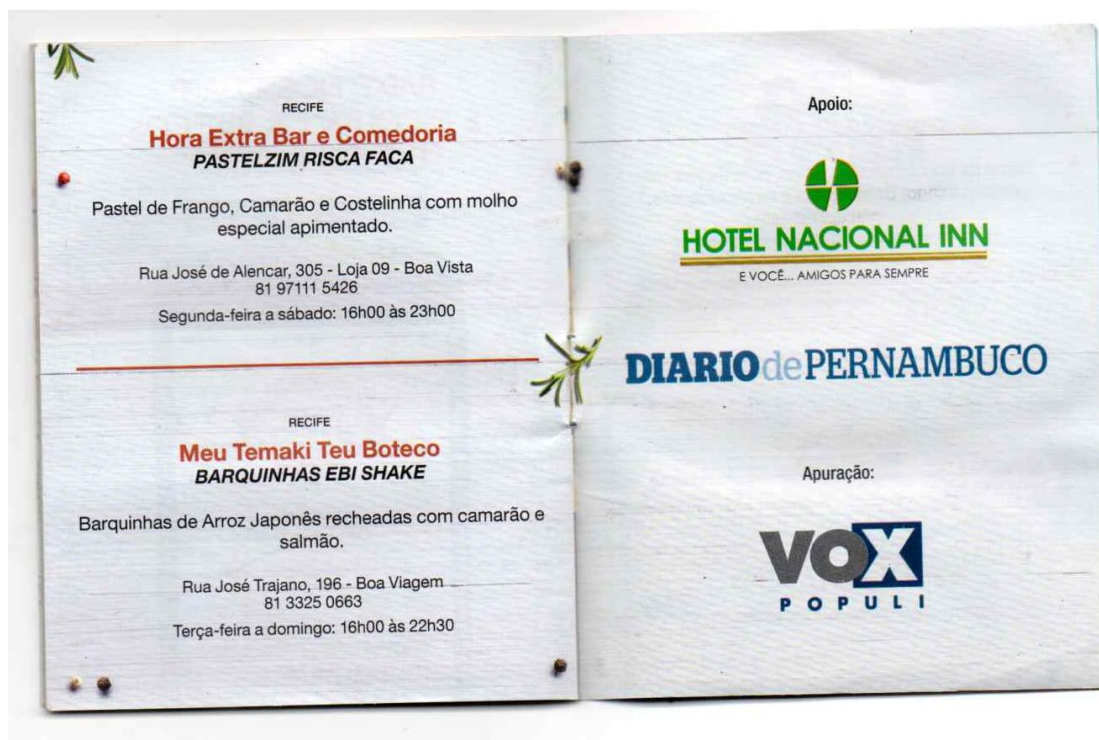 RECIFE
Hora Extra Bar e Comedoria
PASTELZIM RISCA FACA
Pastel de Frango, Camarão e Costelinha com molho
especial apimentado.
Rua José de Alencar, 305 - Loja 09 - Boa Vista
81 97111 5426
Segunda-feira a sábado: 16h00 às 23h00
RECIFE
Meu Temaki Teu Boteco
BARQUINHAS EBI SHAKE
Barquinhas de Arroz Japonês recheadas com camarão e
salmão.
Rua José Trajano, 196 - Boa Viagem
81 3325 0663
Terça-feira a domingo: 16h00 às 22h30
Apoio:
HOTEL NACIONAL INN
E VOCÊ... AMIGOS PARA SEMPRE
DIARIO de PERNAMBUCO
Apuração:
VOX
POPULI